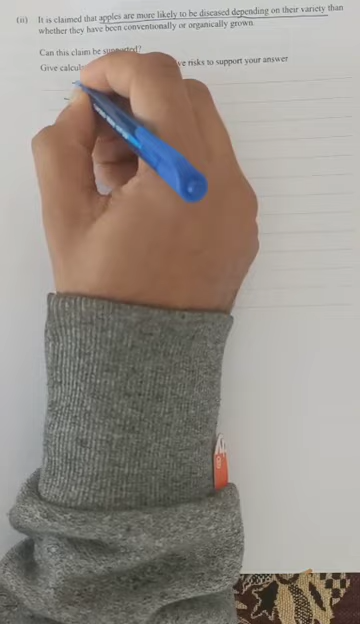 (ii) It is claimed that apples are more likely to be diseased depending on their variety than
whether they have been conventionally or organically grown.
Can this claim be supported?
Give ve risks to support your answer